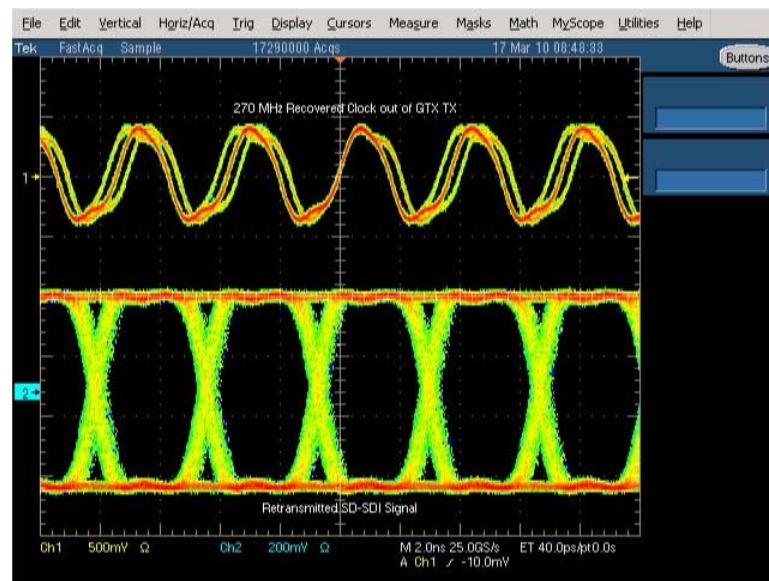 File Edit Vertical Horiz/Acq Trig Display Cursors Measure Masks Math MyScope Utilities Help
Tek FastAcq Sample 17290000 Acqs 17 Mar 10 08:48:33
Buttons
270 MHz Recovered Clock out of GTX TX
1
2
Retransmitted SD-SDI Signal
Ch1 500mV Ω Ch2 200mV Ω M 2.0ns 25.0GS/s ET 40.0ps/pt0.0s
A Ch1 ∕ -10.0mV